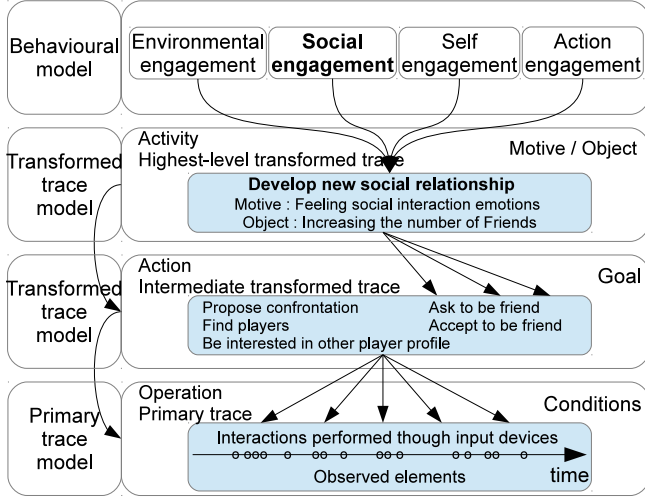 Behavioural
model
Environmental
engagement
Social
engagement
Self
engagement
Action
engagement
Transformed
trace
model
Activity
Highest-level transformed trace
Motive / Object
Develop new social relationship
Motive : Feeling social interaction emotions
Object : Increasing the number of Friends
Transformed
trace
model
Action
Intermediate transformed trace
Goal
Propose confrontation
Find players
Be interested in other player profile
Ask to be friend
Accept to be friend
Primary
trace
model
Operation
Primary trace
Conditions
Interactions performed though input devices
Observed elements
time